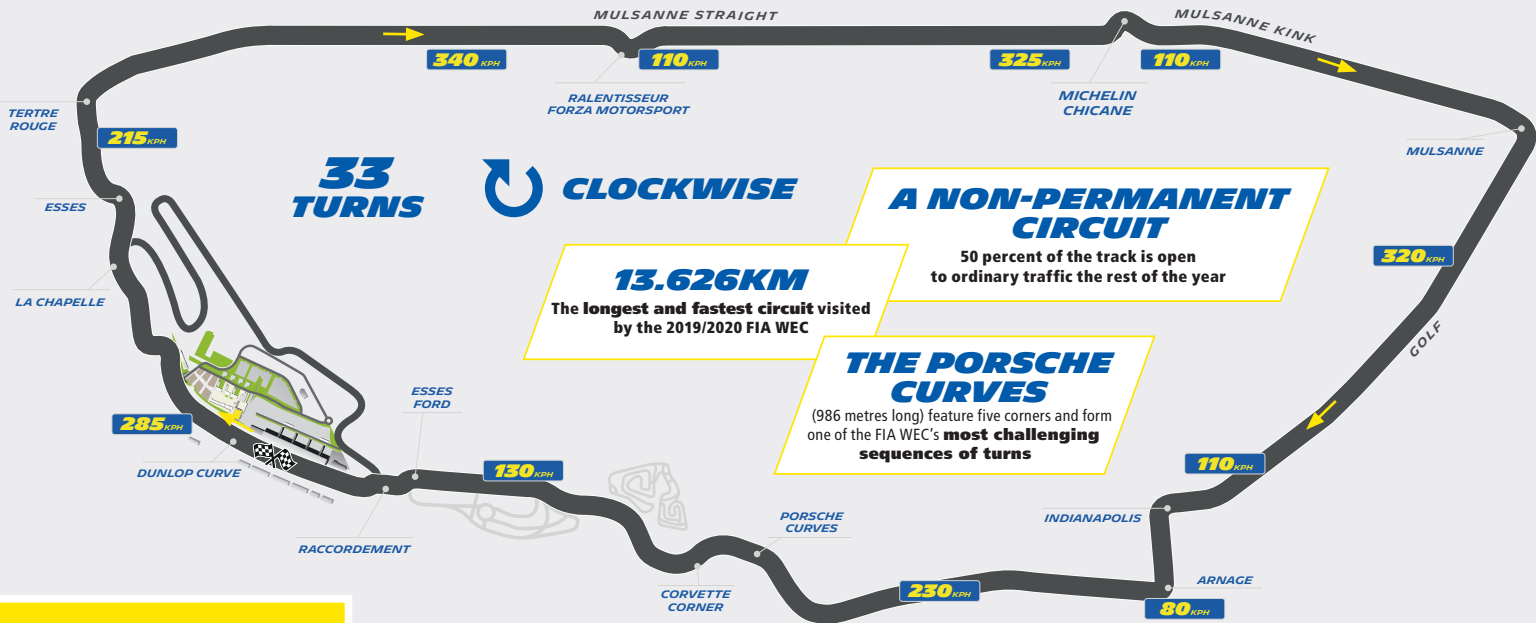 MULSANNE STRAIGHT
MULSANNE KINK
340 KPH
110 KPH
325 KPH
110 KPH
RALENTISSEUR
FORZA MOTORSPORT
MICHELIN
CHICANE
TERTRE
ROUGE
215 KPH
MULSANNE
33
TURNS
CLOCKWISE
A NON-PERMANENT
CIRCUIT
50 percent of the track is open
to ordinary traffic the rest of the year
ESSES
320 KPH
13.626KM
The longest and fastest circuit visited
by the 2019/2020 FIA WEC
LA CHAPELLE
GOLF
THE PORSCHE
CURVES
(986 metres long) feature five corners and form
one of the FIA WEC's most challenging
sequences of turns
ESSES
FORD
285 KPH
DUNLOP CURVE
130 KPH
110 KPH
INDIANAPOLIS
PORSCHE
CURVES
RACCORDEMENT
CORVETTE
CORNER
230 KPH
ARNAGE
80 KPH